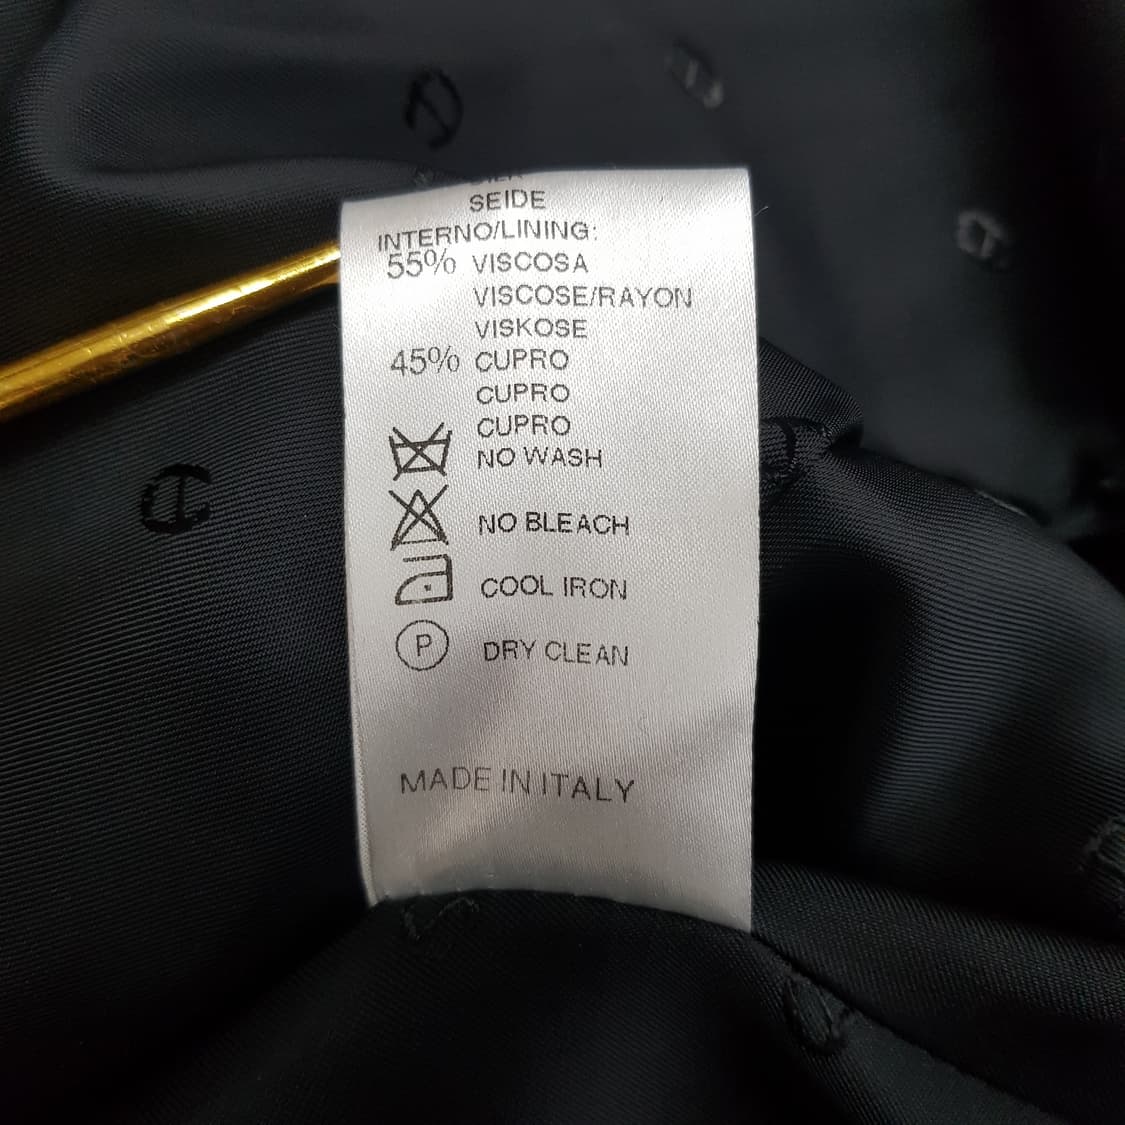 SEIDE
INTERNO/LINING:
55% VISCOSA
VISCOSE/RAYON
VISKOSE
45% CUPRO
CUPRO
CUPRO
NO WASH
NO BLEACH
COOL IRON
P DRY CLEAN
MADE IN ITALY